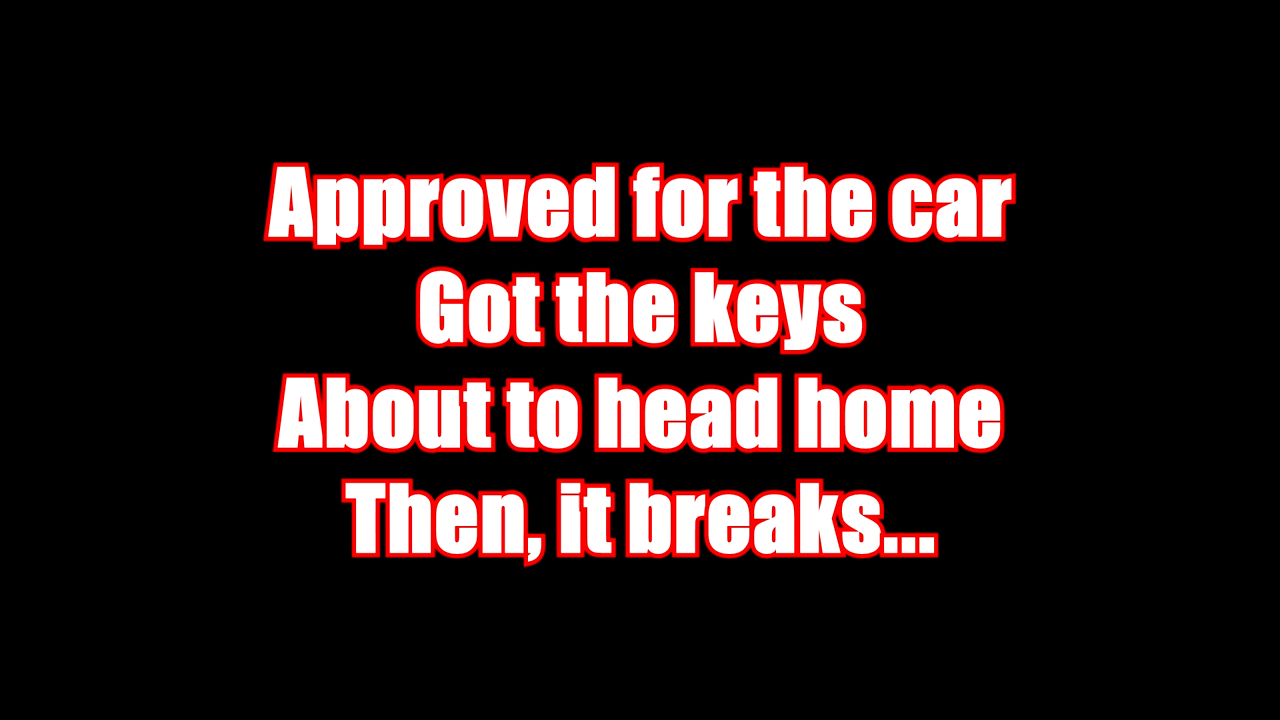 Approved for the car
Got the keys
About to head home
Then, it breaks...